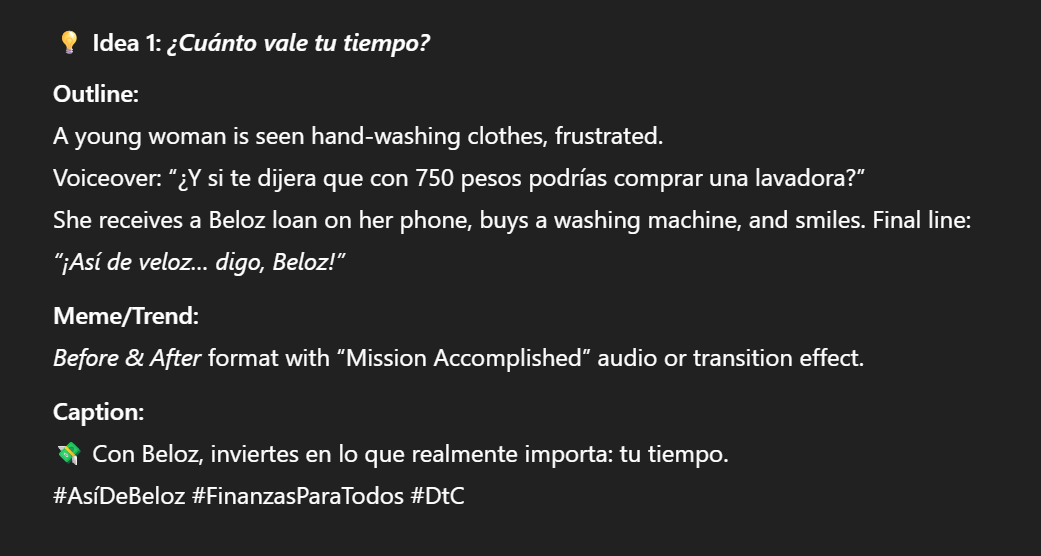 💡 Idea 1: ¿Cuánto vale tu tiempo?
Outline:
A young woman is seen hand-washing clothes, frustrated.
Voiceover: “¿Y si te dijera que con 750 pesos podrías comprar una lavadora?”
She receives a Beloz loan on her phone, buys a washing machine, and smiles. Final line:
“¡Así de veloz... digo, Beloz!”
Meme/Trend:
Before & After format with “Mission Accomplished” audio or transition effect.
Caption:
💸 Con Beloz, inviertes en lo que realmente importa: tu tiempo.
#AsíDeBeloz #FinanzasParaTodos #DtC